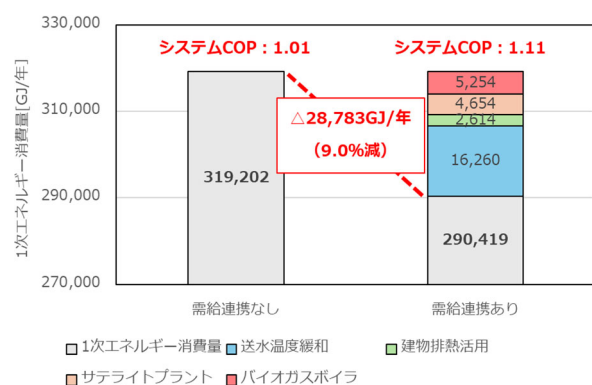 330,000
310,000
290,000
270,000
1次エネルギー消費量[GJ/年]
システムCOP：1.01
システムCOP：1.11
△28,783GJ/年
（9.0%減）
319,202
5,254
4,654
2,614
16,260
290,419
需給連携なし
需給連携あり
1次エネルギー消費量
送水温度緩和
建物排熱活用
サテライトプラント
バイオガスボイラ